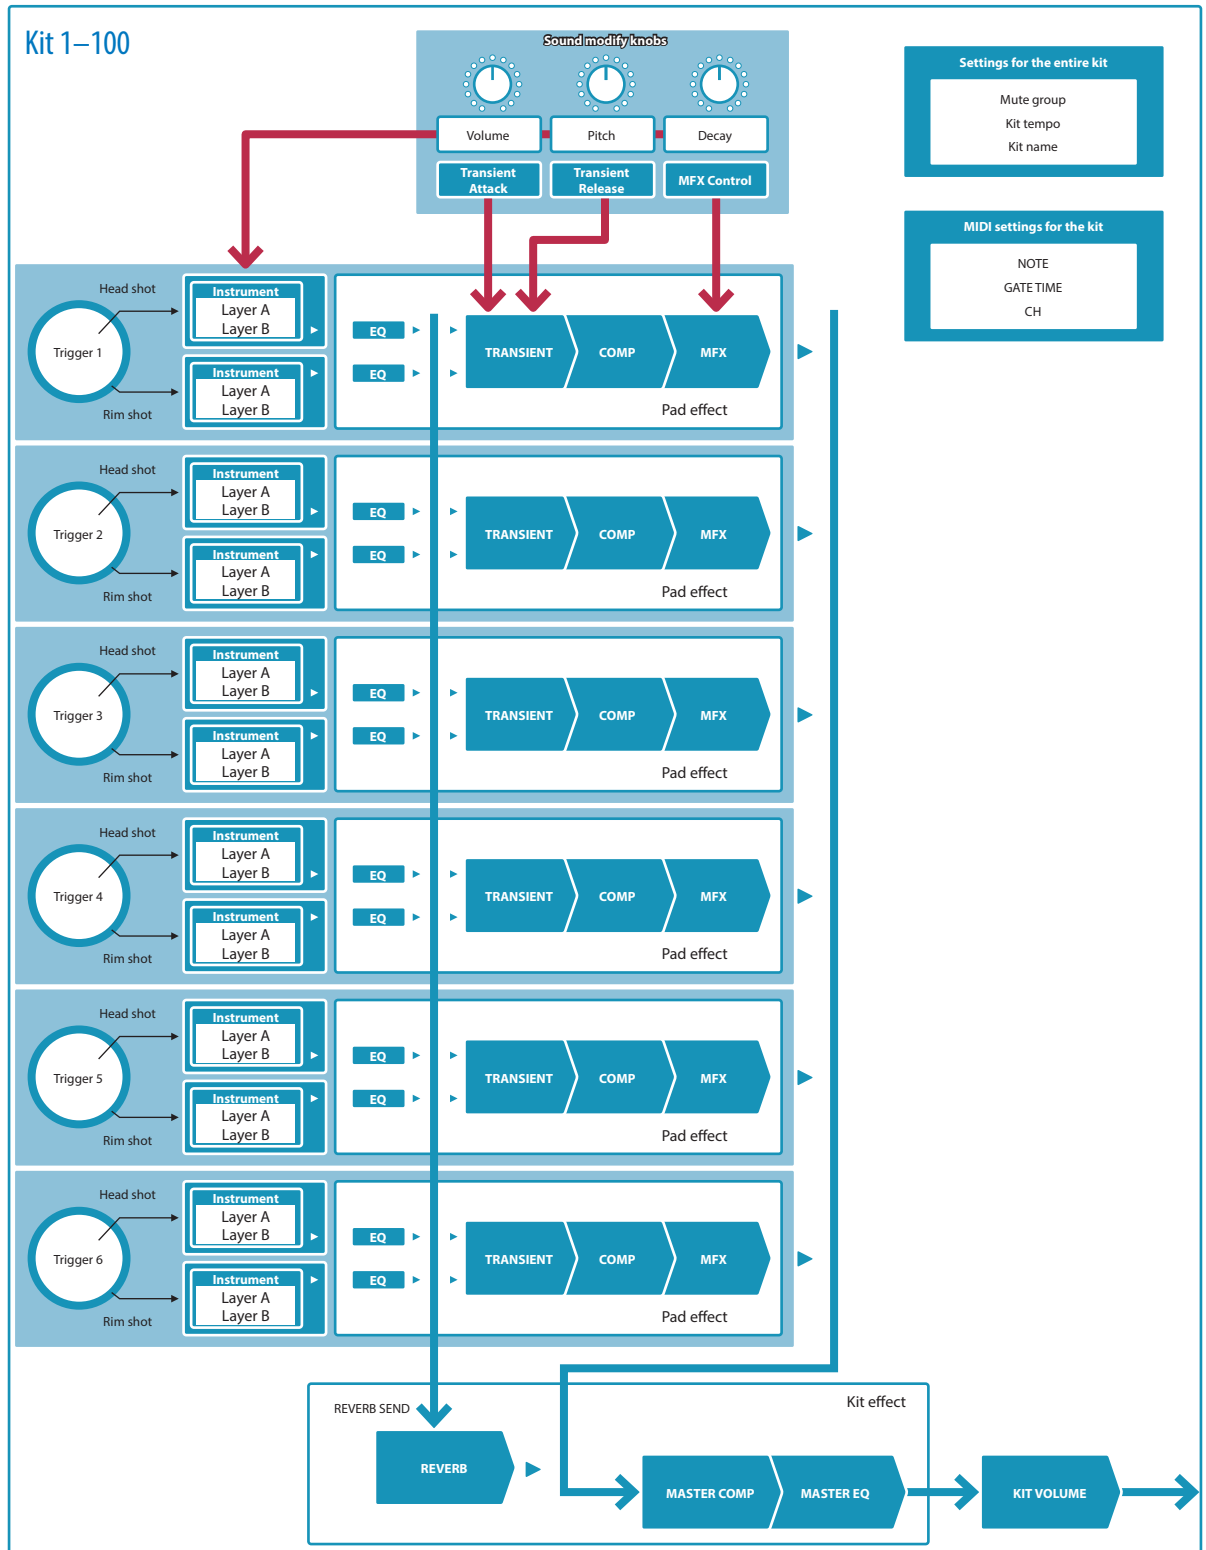 Kit 1–100
Sound modify knobs
Volume
Pitch
Decay
Transient
Attack
Transient
Release
MFX Control
Settings for the entire kit
Mute group
Kit tempo
Kit name
MIDI settings for the kit
NOTE
GATE TIME
CH
Head shot
Trigger 1
Rim shot
Instrument
Layer A
Layer B
Instrument
Layer A
Layer B
EQ
EQ
TRANSIENT
COMP
MFX
Pad effect
Head shot
Trigger 2
Rim shot
Instrument
Layer A
Layer B
Instrument
Layer A
Layer B
EQ
EQ
TRANSIENT
COMP
MFX
Pad effect
Head shot
Trigger 3
Rim shot
Instrument
Layer A
Layer B
Instrument
Layer A
Layer B
EQ
EQ
TRANSIENT
COMP
MFX
Pad effect
Head shot
Trigger 4
Rim shot
Instrument
Layer A
Layer B
Instrument
Layer A
Layer B
EQ
EQ
TRANSIENT
COMP
MFX
Pad effect
Head shot
Trigger 5
Rim shot
Instrument
Layer A
Layer B
Instrument
Layer A
Layer B
EQ
EQ
TRANSIENT
COMP
MFX
Pad effect
Head shot
Trigger 6
Rim shot
Instrument
Layer A
Layer B
Instrument
Layer A
Layer B
EQ
EQ
TRANSIENT
COMP
MFX
Pad effect
Kit effect
REVERB SEND
REVERB
MASTER COMP
MASTER EQ
KIT VOLUME